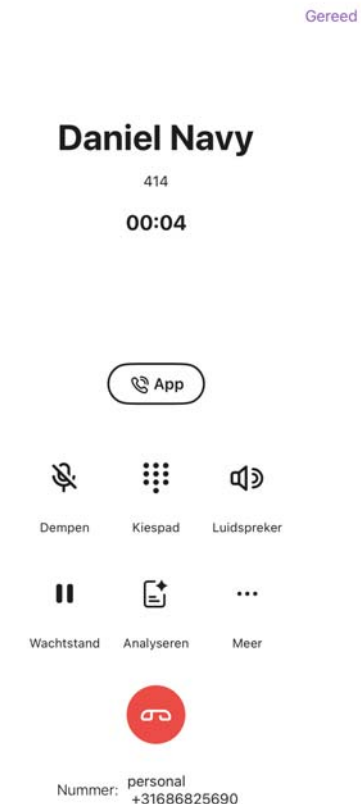 Gereed
Daniel Navy
414
00:04
App
Dempen Kiespad Luidspreker
Wachtstand Analyseren Meer
Nummer: personal
+31686825690